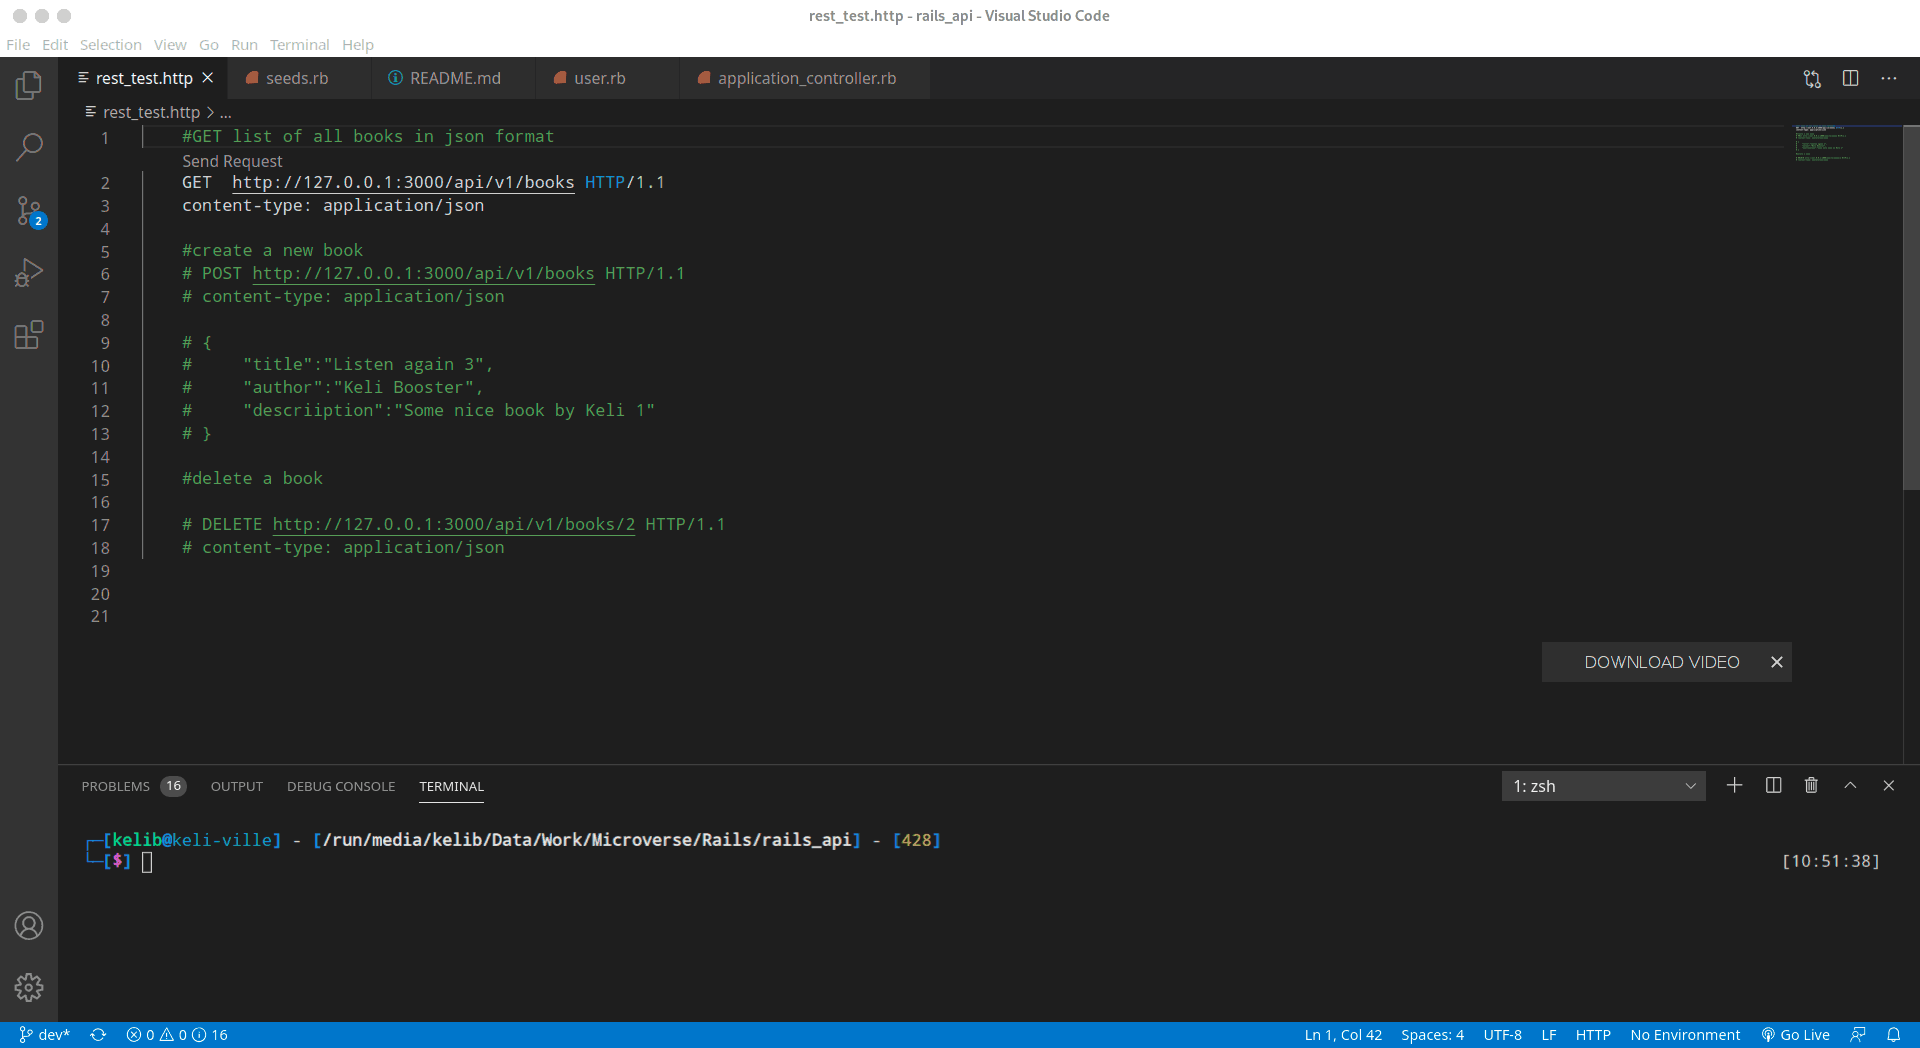 rest_test.http - rails_api - Visual Studio Code
File Edit Selection View Go Run Terminal Help
rest_test.http seeds.rb README.md user.rb application_controller.rb
rest_test.http > ...
1 #GET list of all books in json format
Send Request
2 GET  http://127.0.0.1:3000/api/v1/books HTTP/1.1
3 content-type: application/json
4
5 #create a new book
6 # POST http://127.0.0.1:3000/api/v1/books HTTP/1.1
7 # content-type: application/json
8
9 # {
10 #     "title":"Listen again 3",
11 #     "author":"Keli Booster",
12 #     "descriiption":"Some nice book by Keli 1"
13 # }
14
15 #delete a book
16
17 # DELETE http://127.0.0.1:3000/api/v1/books/2 HTTP/1.1
18 # content-type: application/json
19
20
21
DOWNLOAD VIDEO
PROBLEMS 16 OUTPUT DEBUG CONSOLE TERMINAL 1: zsh
[kelib@keli-ville] - [/run/media/kelib/Data/Work/Microverse/Rails/rails_api] - [428]
[$] [10:51:38]
2
dev* 0 0 16 Ln 1, Col 42 Spaces: 4 UTF-8 LF HTTP No Environment Go Live